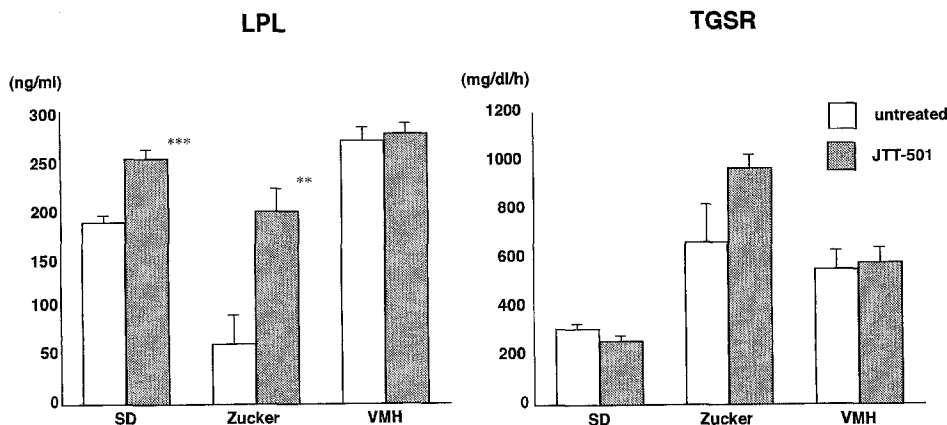 LPL
(ng/ml)
300
250
200
150
100
50
0
***
**
SD
Zucker
VMH
TGSR
(mg/dl/h)
1200
1000
800
600
400
200
0
untreated
JTT-501
SD
Zucker
VMH